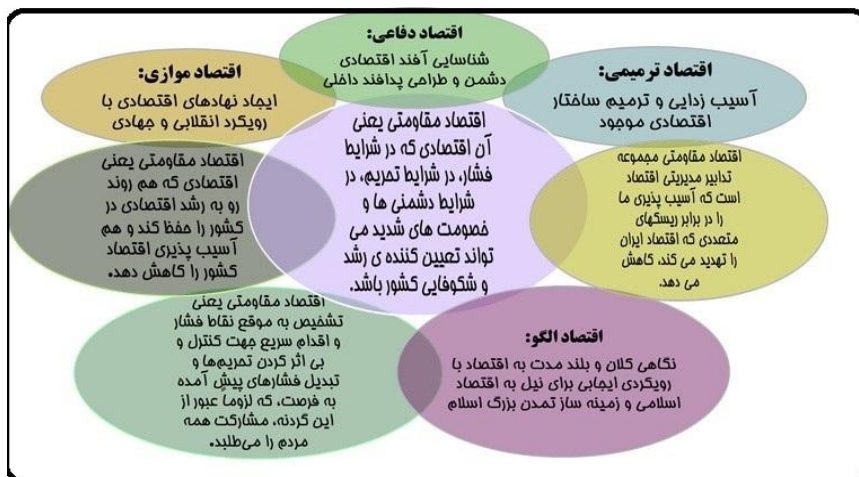 اقتصاد دفاعی:
شناسایی آفند اقتصادی
دشمن و طراحی پدافند داخلی
اقتصاد ترمیمی:
آسیب زدایی و ترمیم ساختار
اقتصادی موجود
اقتصاد موازی:
ایجاد نهادهای اقتصادی با
رویکرد انقلابی و جهادی
اقتصاد مقاومتی یعنی
آن اقتصادی که در شرایط
فشار، در شرایط تحریم، در
شرایط دشمنی ها و
خصومت های شدید می
تواند تعیین کننده ی رشد
و شکوفایی کشور باشد.
اقتصاد مقاومتی مجموعه
تدابیر مدیریتی اقتصاد
است که آسیب پذیری ما
را در برابر ریسکهای
متعددی که اقتصاد ایران
را تهدید می کند، کاهش
می دهد.
اقتصاد مقاومتی یعنی
اقتصادی که هم روند
رو به رشد اقتصادی در
کشور را حفظ کند و هم
آسیب پذیری اقتصاد
کشور را کاهش دهد.
اقتصاد الگو:
نگاهی کلان و بلند مدت به اقتصاد با
رویکردی ایجابی برای نیل به اقتصاد
اسلامی و زمینه ساز تمدن بزرگ اسلام
اقتصاد مقاومتی یعنی
تشخیص به موقع نقاط فشار
و اقدام سریع جهت کنترل و
بی اثر کردن تحریم‌ها و
تبدیل فشارهای پیش آمده
به فرصت، که لزوماً عبور از
این گردنه، مشارکت همه
مردم را می‌طلبد.